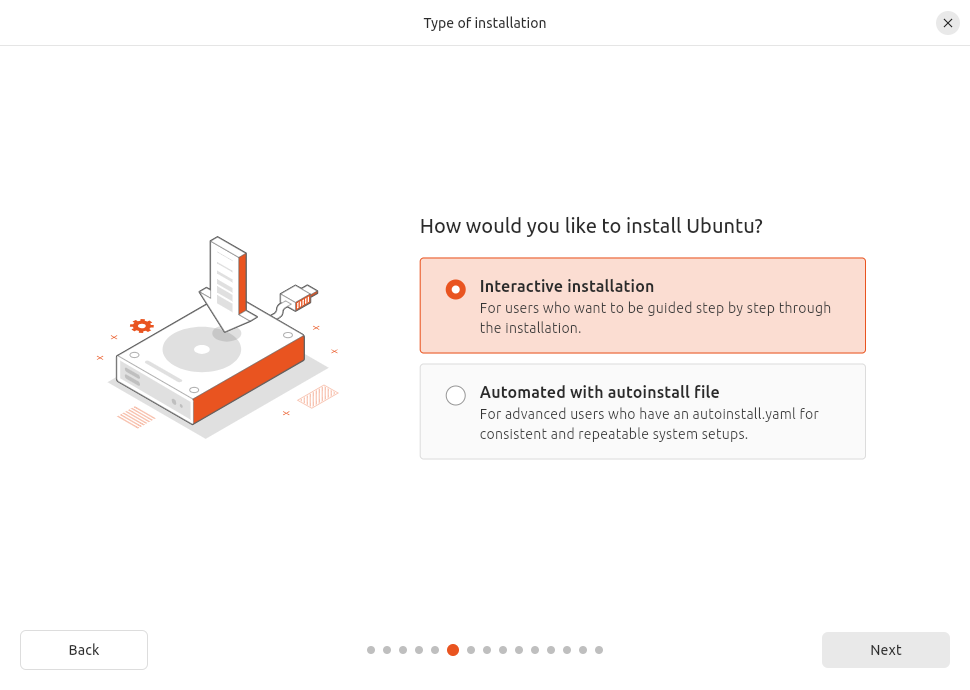 Type of installation
How would you like to install Ubuntu?
Interactive installation
For users who want to be guided step by step through
the installation.
Automated with autoinstall file
For advanced users who have an autoinstall.yaml for
consistent and repeatable system setups.
Back
Next